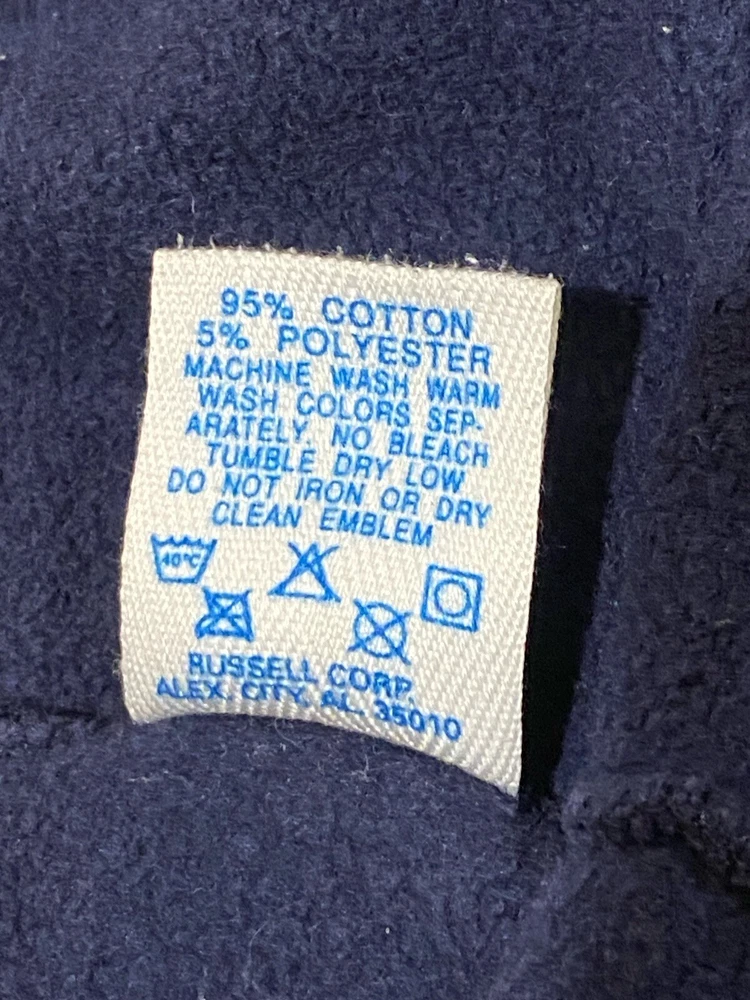 95% COTTON
5% POLYESTER
MACHINE WASH WARM
WASH COLORS SEP-
ARATELY. NO BLEACH
TUMBLE DRY LOW
DO NOT IRON OR DRY
CLEAN EMBLEM
40°C
RUSSELL CORP.
ALEX. CITY, AL. 35010